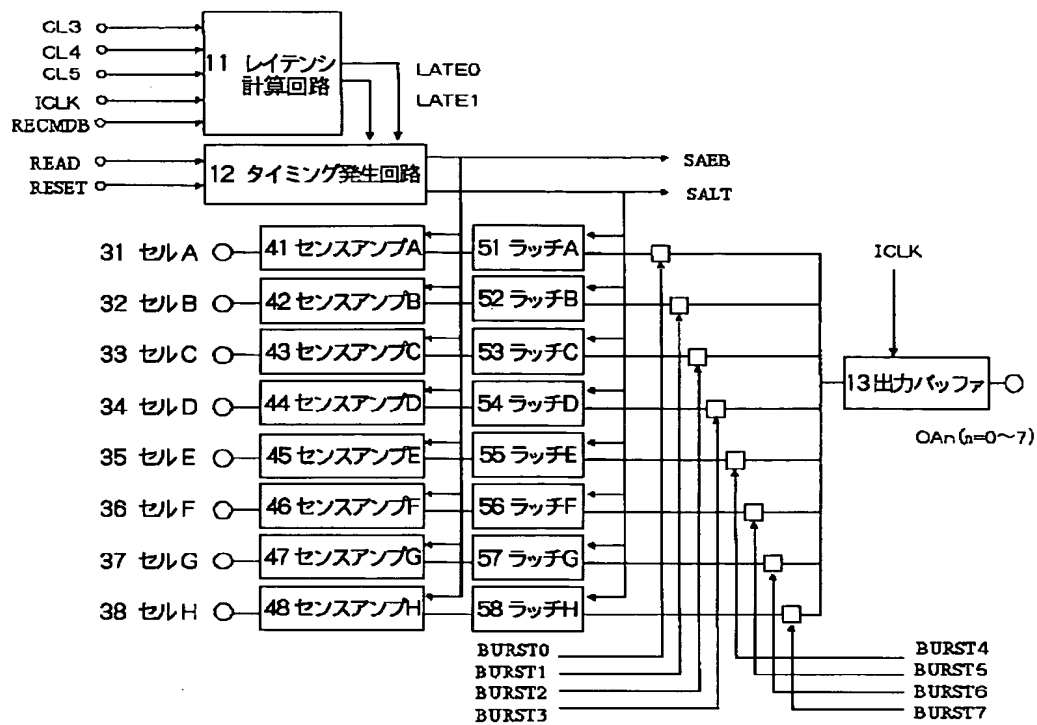 CL3
CL4
CL5
ICLK
RECMDB
11 レイテンシ
計算回路
LATE0
LATE1
READ
RESET
12 タイミング発生回路
SAEB
SALT
31 セルA
41 センスアンプA
51 ラッチA
32 セルB
42 センスアンプB
52 ラッチB
33 セルC
43 センスアンプC
53 ラッチC
34 セルD
44 センスアンプD
54 ラッチD
35 セルE
45 センスアンプE
55 ラッチE
36 セルF
46 センスアンプF
56 ラッチF
37 セルG
47 センスアンプG
57 ラッチG
38 セルH
48 センスアンプH
58 ラッチH
ICLK
13出力バッファ
OAn(n=0〜7)
BURST0
BURST1
BURST2
BURST3
BURST4
BURST5
BURST6
BURST7